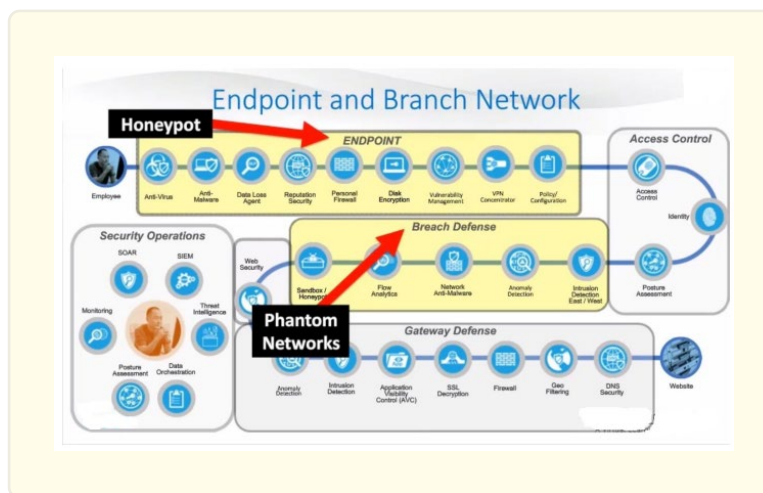 Endpoint and Branch Network
Honeypot
ENDPOINT
Access Control
Employee
Anti-Virus
Anti-
Malware
Data Loss
Agent
Reputation
Security
Personal
Firewall
Disk
Encryption
Vulnerability
Management
VPN
Concentrator
Policy/
Configuration
Access
Control
Identity
Posture
Assessment
Breach Defense
Sandbox /
Honeypot
Flow
Analytics
Network
Anti-Malware
Anomaly
Detection
Intrusion
Detection
East / West
Security Operations
SOAR
SIEM
Monitoring
Threat
Intelligence
Posture
Assessment
Data
Orchestration
Web
Security
Phantom
Networks
Gateway Defense
Anomaly
Detection
Intrusion
Detection
Application
Visibility
Control (AVC)
SSL
Decryption
Firewall
Geo
Filtering
DNS
Security
Website